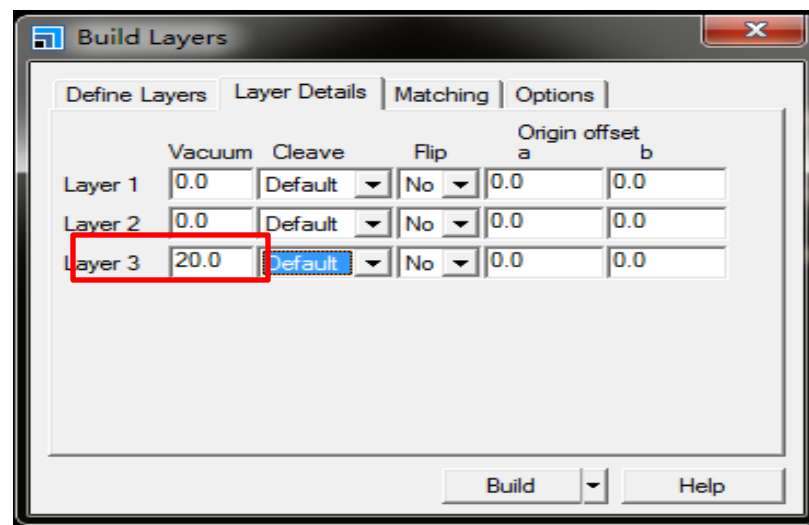 Build Layers
Define Layers Layer Details Matching Options
Origin offset
Vacuum Cleave Flip a b
Layer 1 0.0 Default No 0.0 0.0
Layer 2 0.0 Default No 0.0 0.0
Layer 3 20.0 Default No 0.0 0.0
Build Help